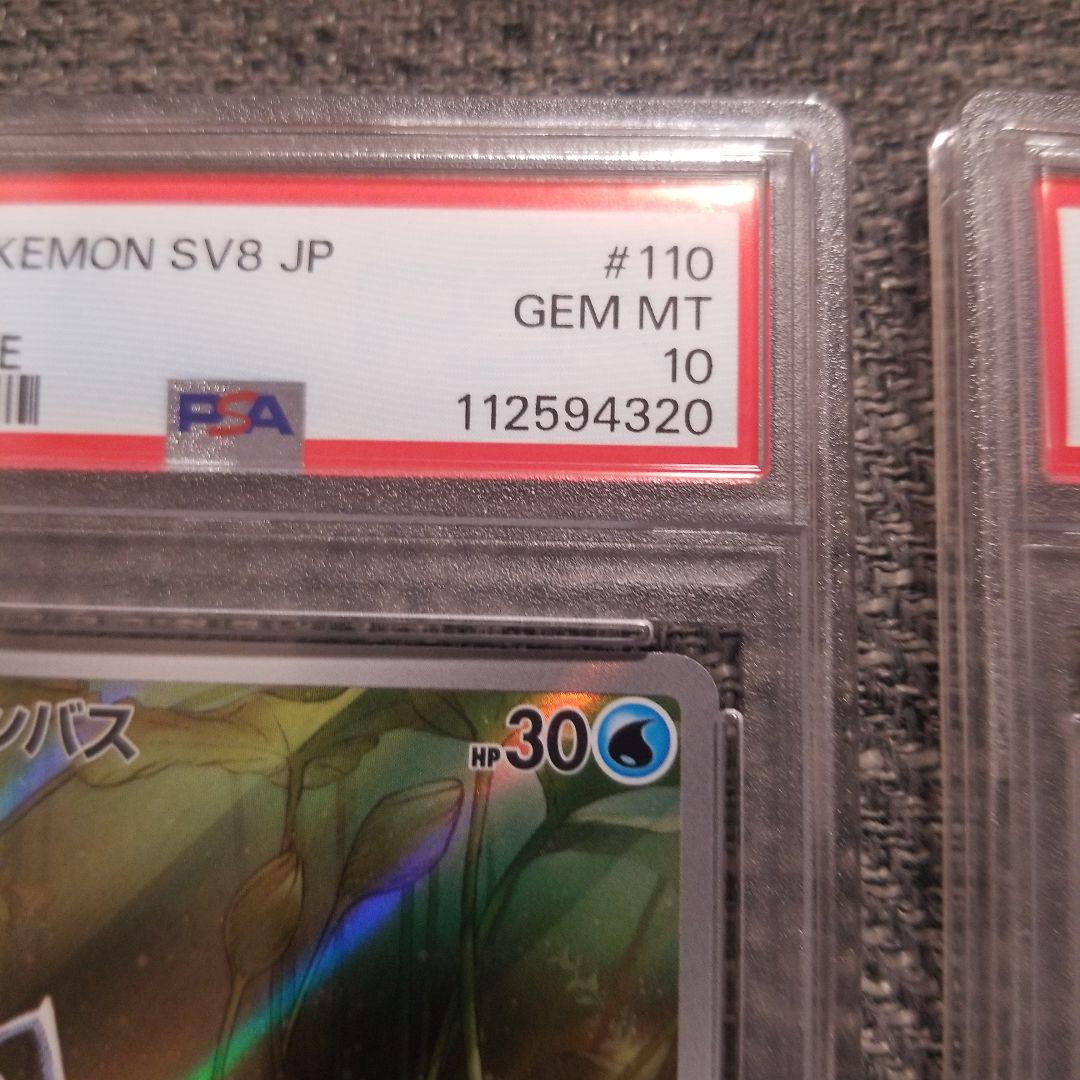 KEMON SV8 JP
#110
GEM MT
E
10
PSA
112594320
ンバス
HP30